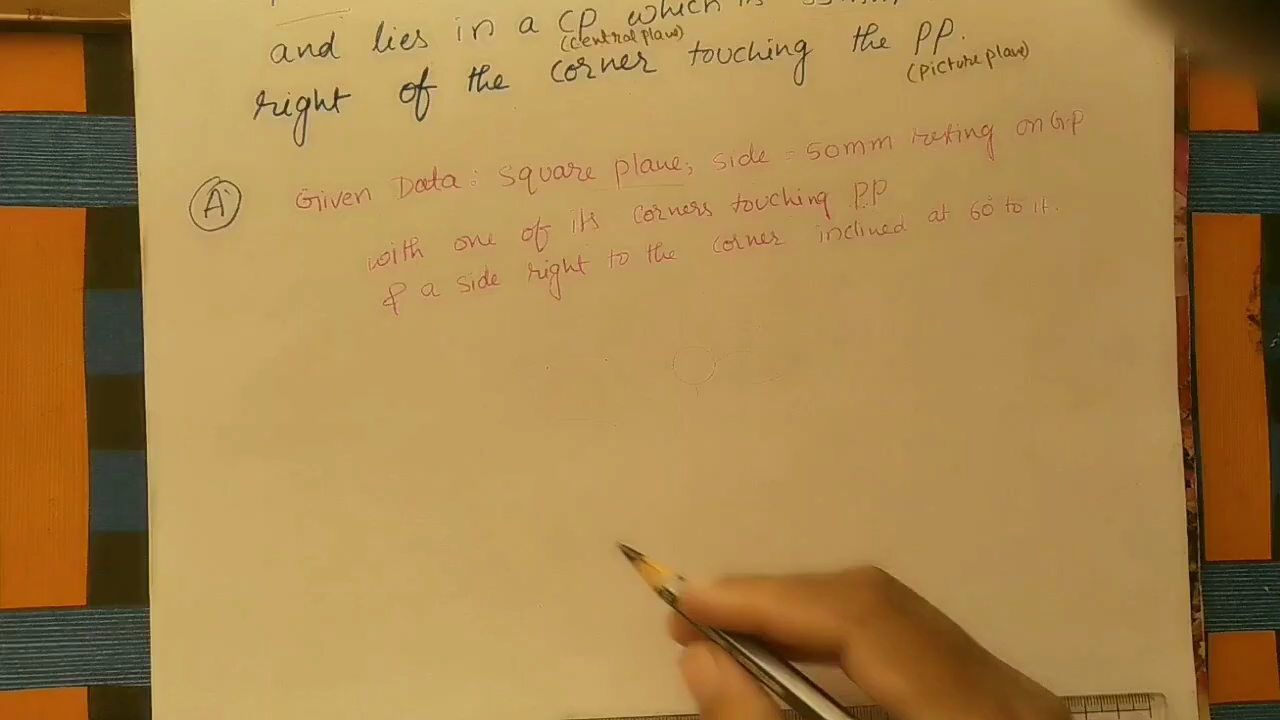 and lies in a CP which is
(central plane)
right of the corner touching the PP.
(picture plane)
A Given Data: square plane, side = 50mm resting on G.P
with one of its corners touching P.P
& a side right to the corner inclined at 60° to it.